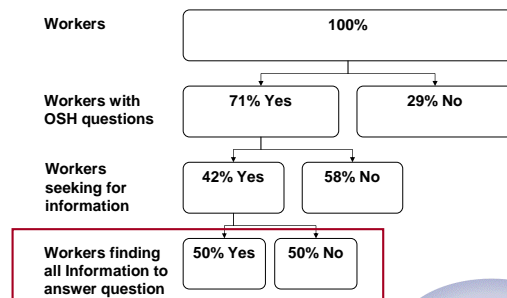 Workers
100%
Workers with
OSH questions
71% Yes
29% No
Workers
seeking for
information
42% Yes
58% No
Workers finding
all Information to
answer question
50% Yes
50% No